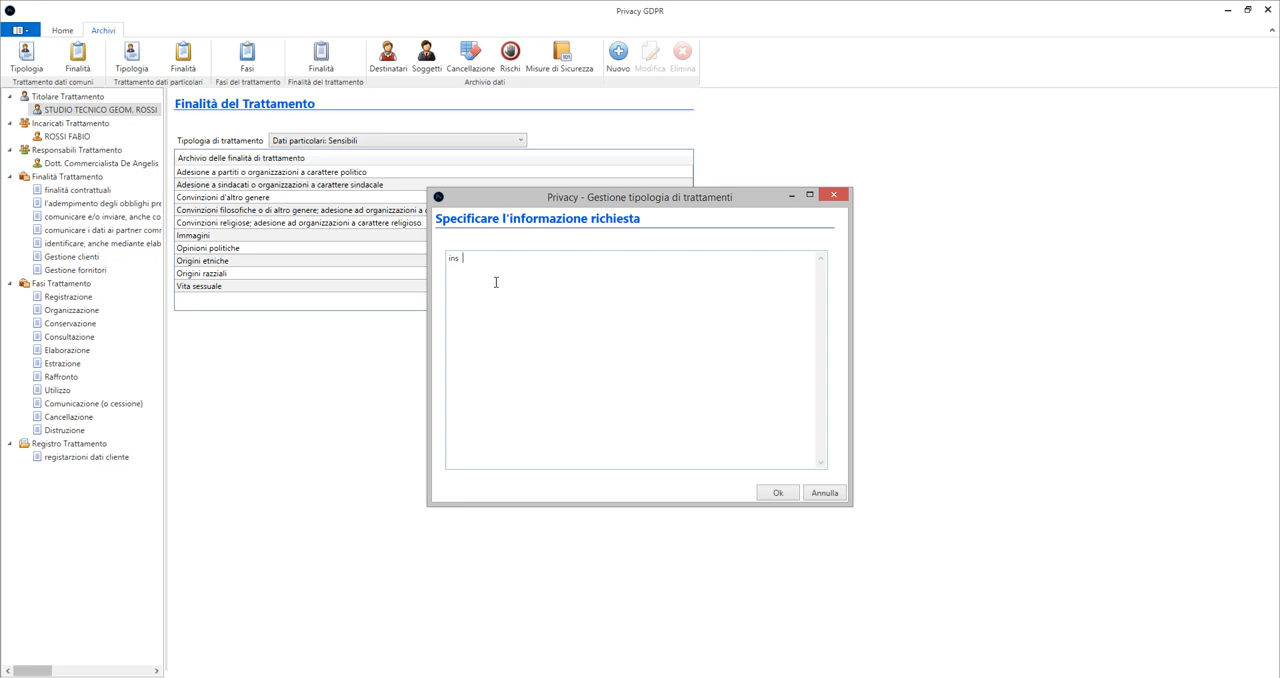 Privacy GDPR
Home
Archivi
Tipologia
Finalità
Tipologia
Finalità
Fasi
Finalità
Destinatari
Soggetti
Cancellazione
Rischi
Misure di Sicurezza
Nuovo
Modifica
Elimina
Trattamento dati comuni
Trattamento dati particolari
Fasi del trattamento
Finalità del trattamento
Archivio dati
Titolare Trattamento
STUDIO TECNICO GEOM. ROSSI
Incaricati Trattamento
ROSSI FABIO
Responsabili Trattamento
Dott. Commercialista De Angelis
Finalità Trattamento
finalità contrattuali
l'adempimento degli obblighi pre
comunicare e/o inviare, anche co
comunicare i dati ai partner comr
identificare, anche mediante elab
Gestione clienti
Gestione fornitori
Fasi Trattamento
Registrazione
Organizzazione
Conservazione
Consultazione
Elaborazione
Estrazione
Raffronto
Utilizzo
Comunicazione (o cessione)
Cancellazione
Distruzione
Registro Trattamento
registarzioni dati cliente
Finalità del Trattamento
Tipologia di trattamento
Dati particolari: Sensibili
Archivio delle finalità di trattamento
Adesione a partiti o organizzazioni a carattere politico
Adesione a sindacati o organizzazioni a carattere sindacale
Convinzioni d'altro genere
Convinzioni filosofiche o di altro genere; adesione ad organizzazioni a c
Convinzioni religiose; adesione ad organizzazioni a carattere religioso
Immagini
Opinioni politiche
Origini etniche
Origini razziali
Vita sessuale
Privacy - Gestione tipologia di trattamenti
Specificare l'informazione richiesta
ins
Ok
Annulla